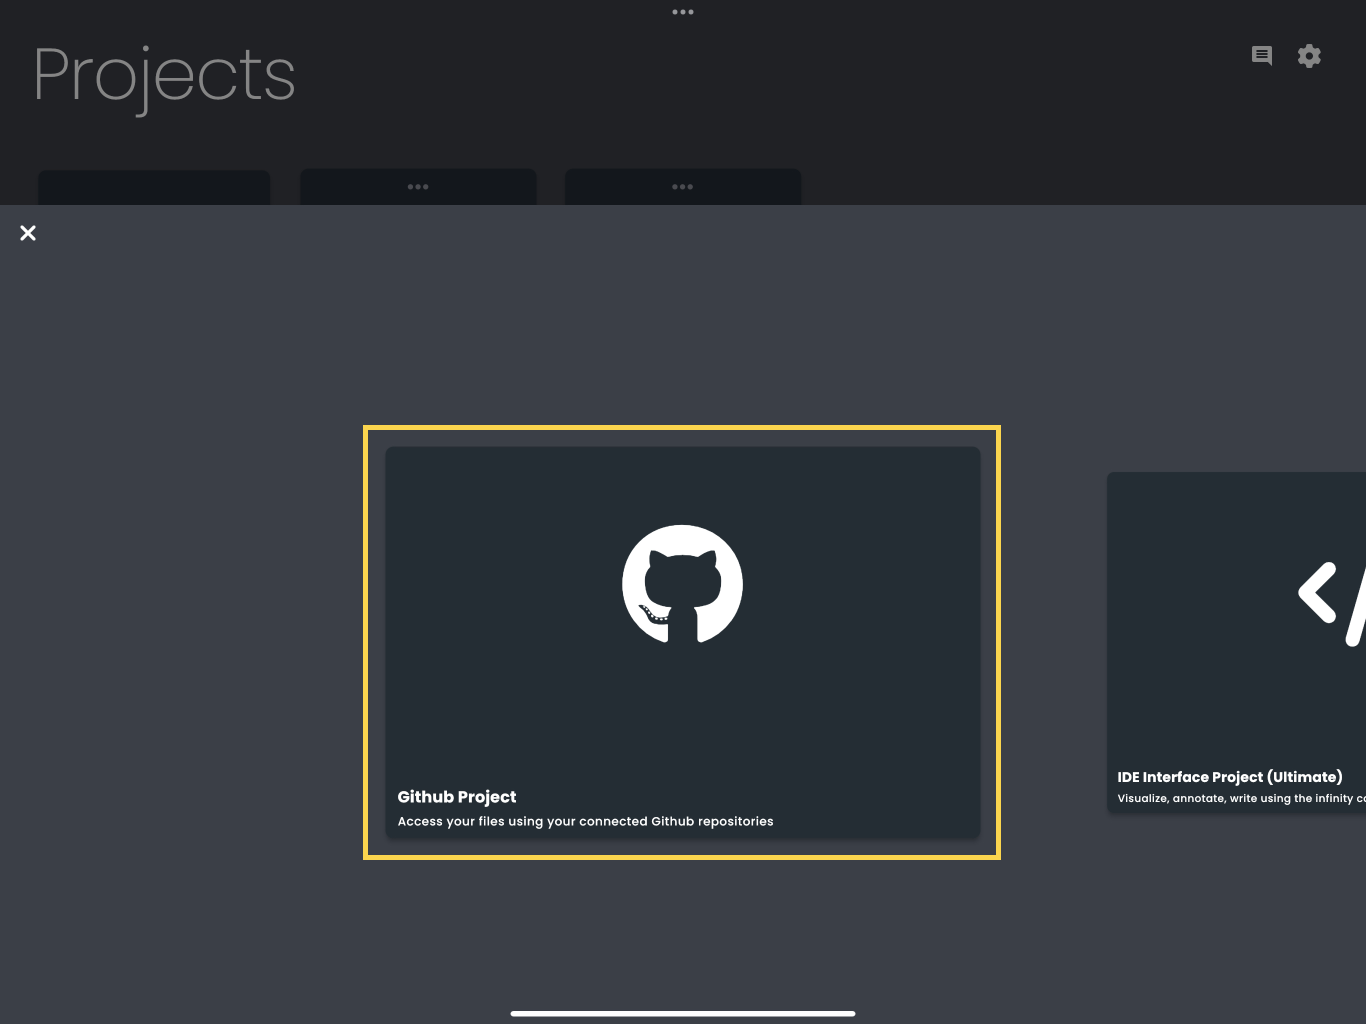 Projects
Github Project
Access your files using your connected Github repositories
IDE Interface Project (Ultimate)
Visualize, annotate, write using the infinity